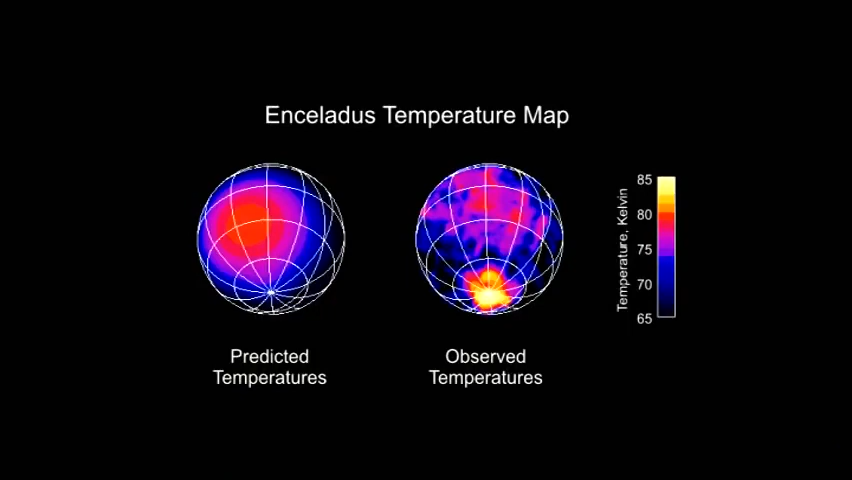 Enceladus Temperature Map
85
80
75
70
65
Temperature, Kelvin
Predicted
Temperatures
Observed
Temperatures